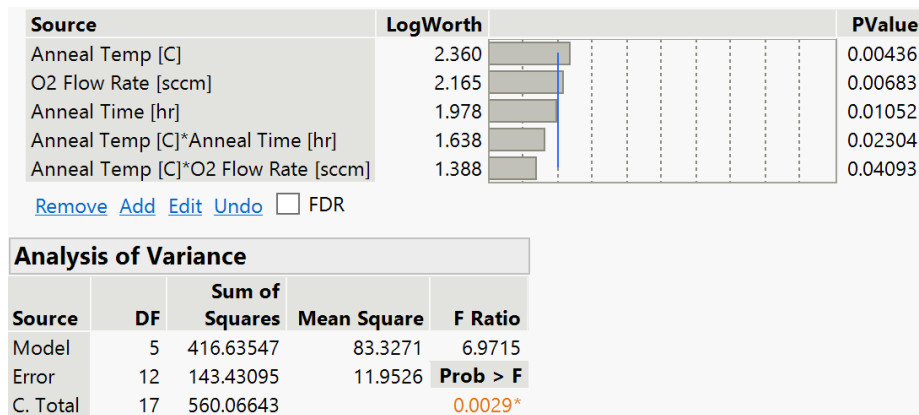 Source LogWorth PValue
Anneal Temp [C] 2.360 0.00436
O2 Flow Rate [sccm] 2.165 0.00683
Anneal Time [hr] 1.978 0.01052
Anneal Temp [C]*Anneal Time [hr] 1.638 0.02304
Anneal Temp [C]*O2 Flow Rate [sccm] 1.388 0.04093
Remove Add Edit Undo FDR
Analysis of Variance
Sum of
Source DF Squares Mean Square F Ratio
Model 5 416.63547 83.3271 6.9715
Error 12 143.43095 11.9526 Prob > F
C. Total 17 560.06643 0.0029*